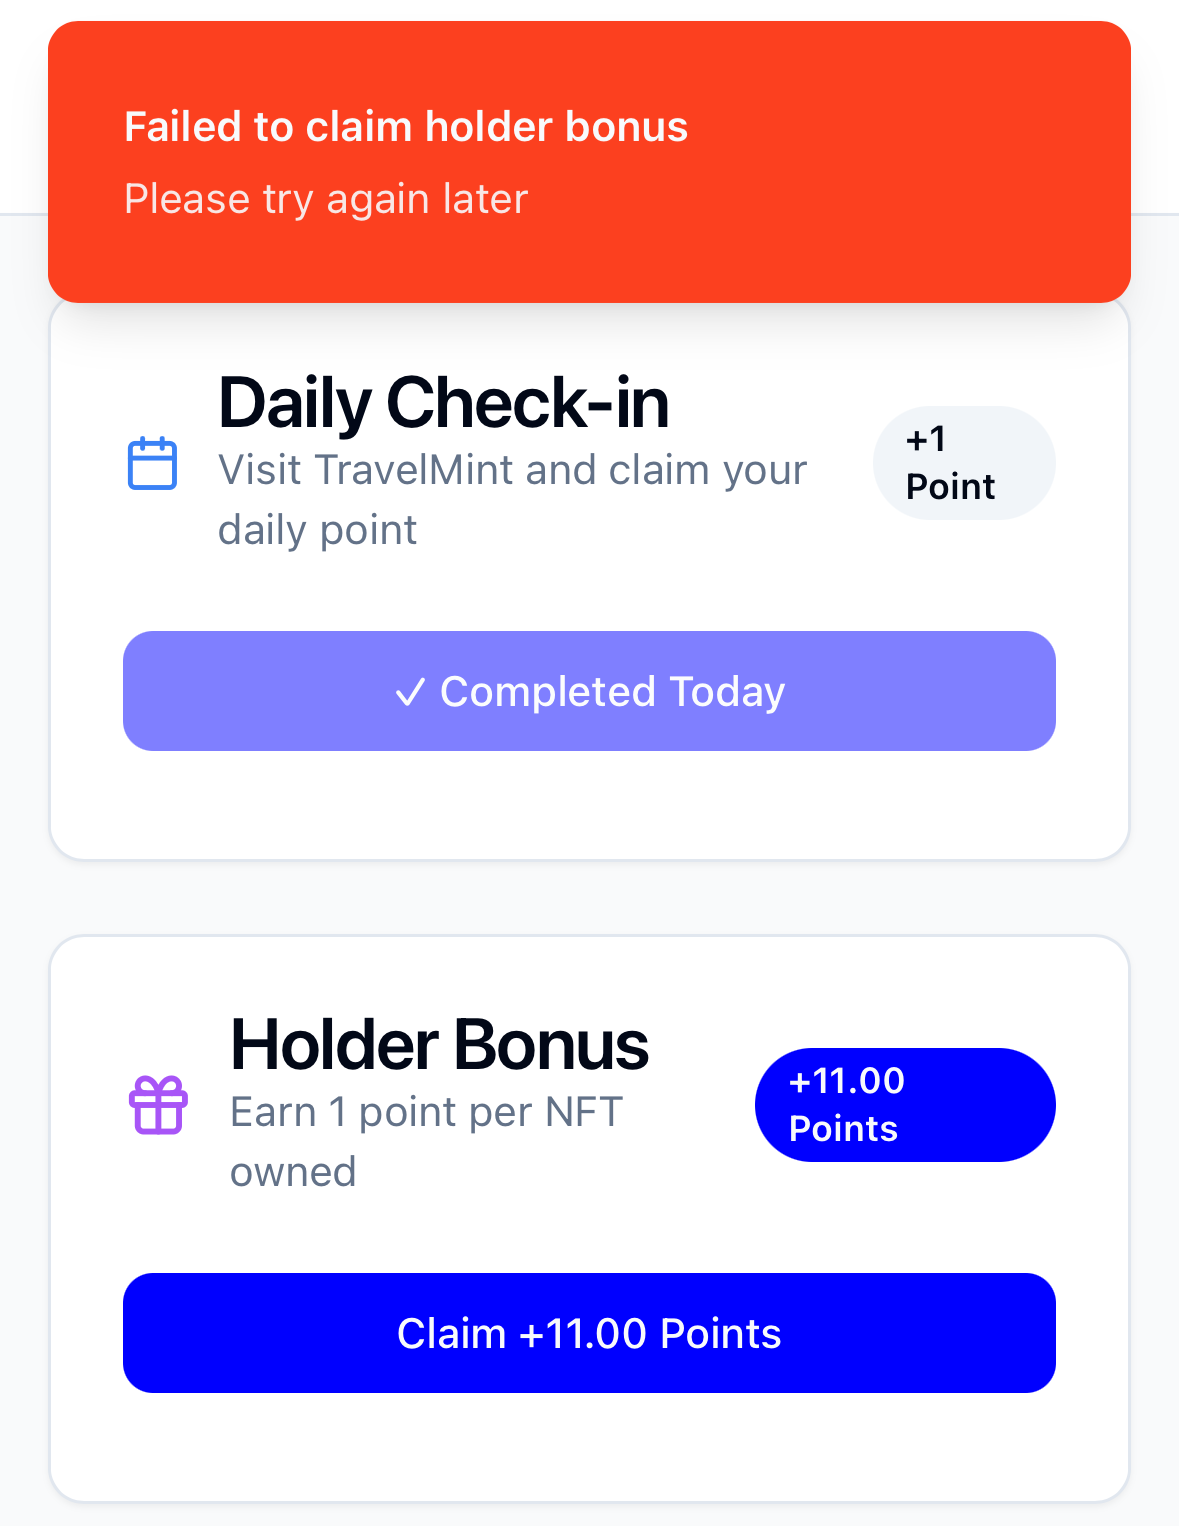 Failed to claim holder bonus
Please try again later
Daily Check-in
Visit TravelMint and claim your
daily point
+1
Point
✓ Completed Today
Holder Bonus
Earn 1 point per NFT
owned
+11.00
Points
Claim +11.00 Points